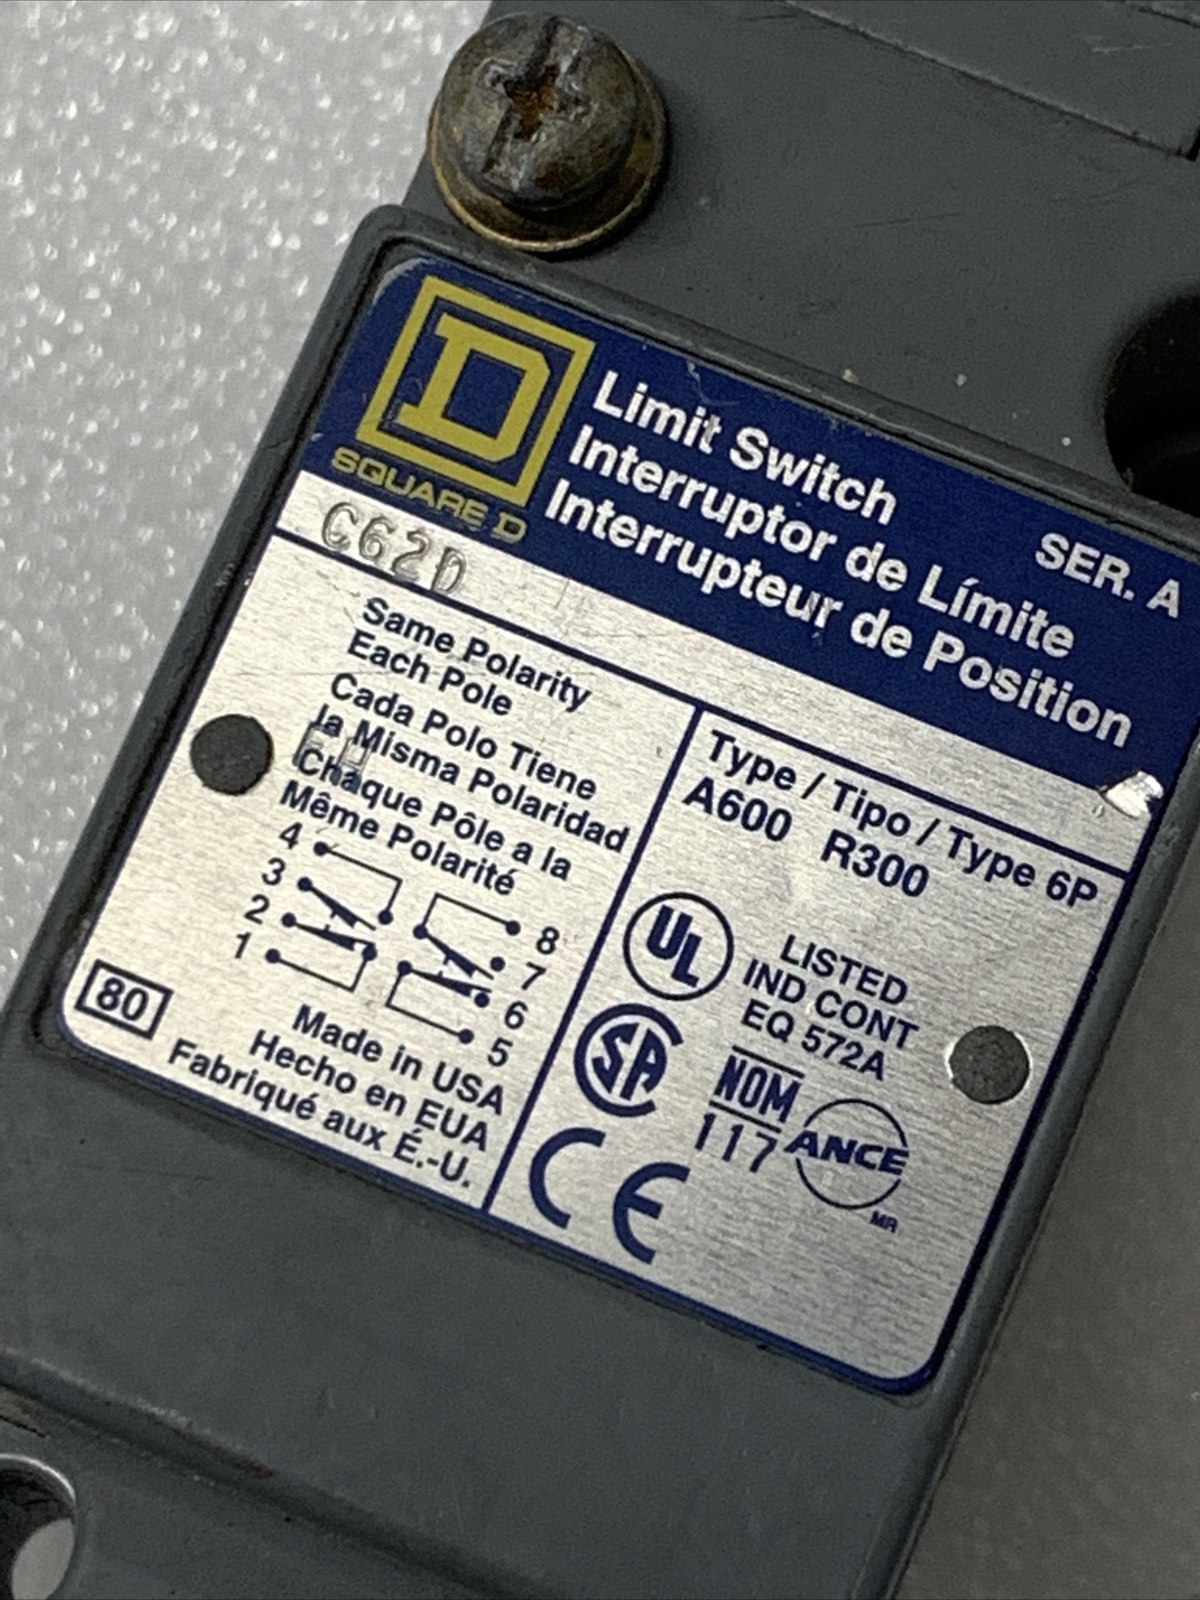 D
SQUARE D
Limit Switch
Interruptor de Límite
Interrupteur de Position
SER. A
C62D
Same Polarity
Each Pole
Cada Polo Tiene
la Misma Polaridad
Chaque Pôle a la
Même Polarité
4
3
2
1
8
7
6
5
80
Made in USA
Hecho en EUA
Fabriqué aux É.-U.
Type / Tipo / Type 6P
A600 R300
UL
LISTED
IND CONT
EQ 572A
SA
NOM
117
ANCE
MR
CE